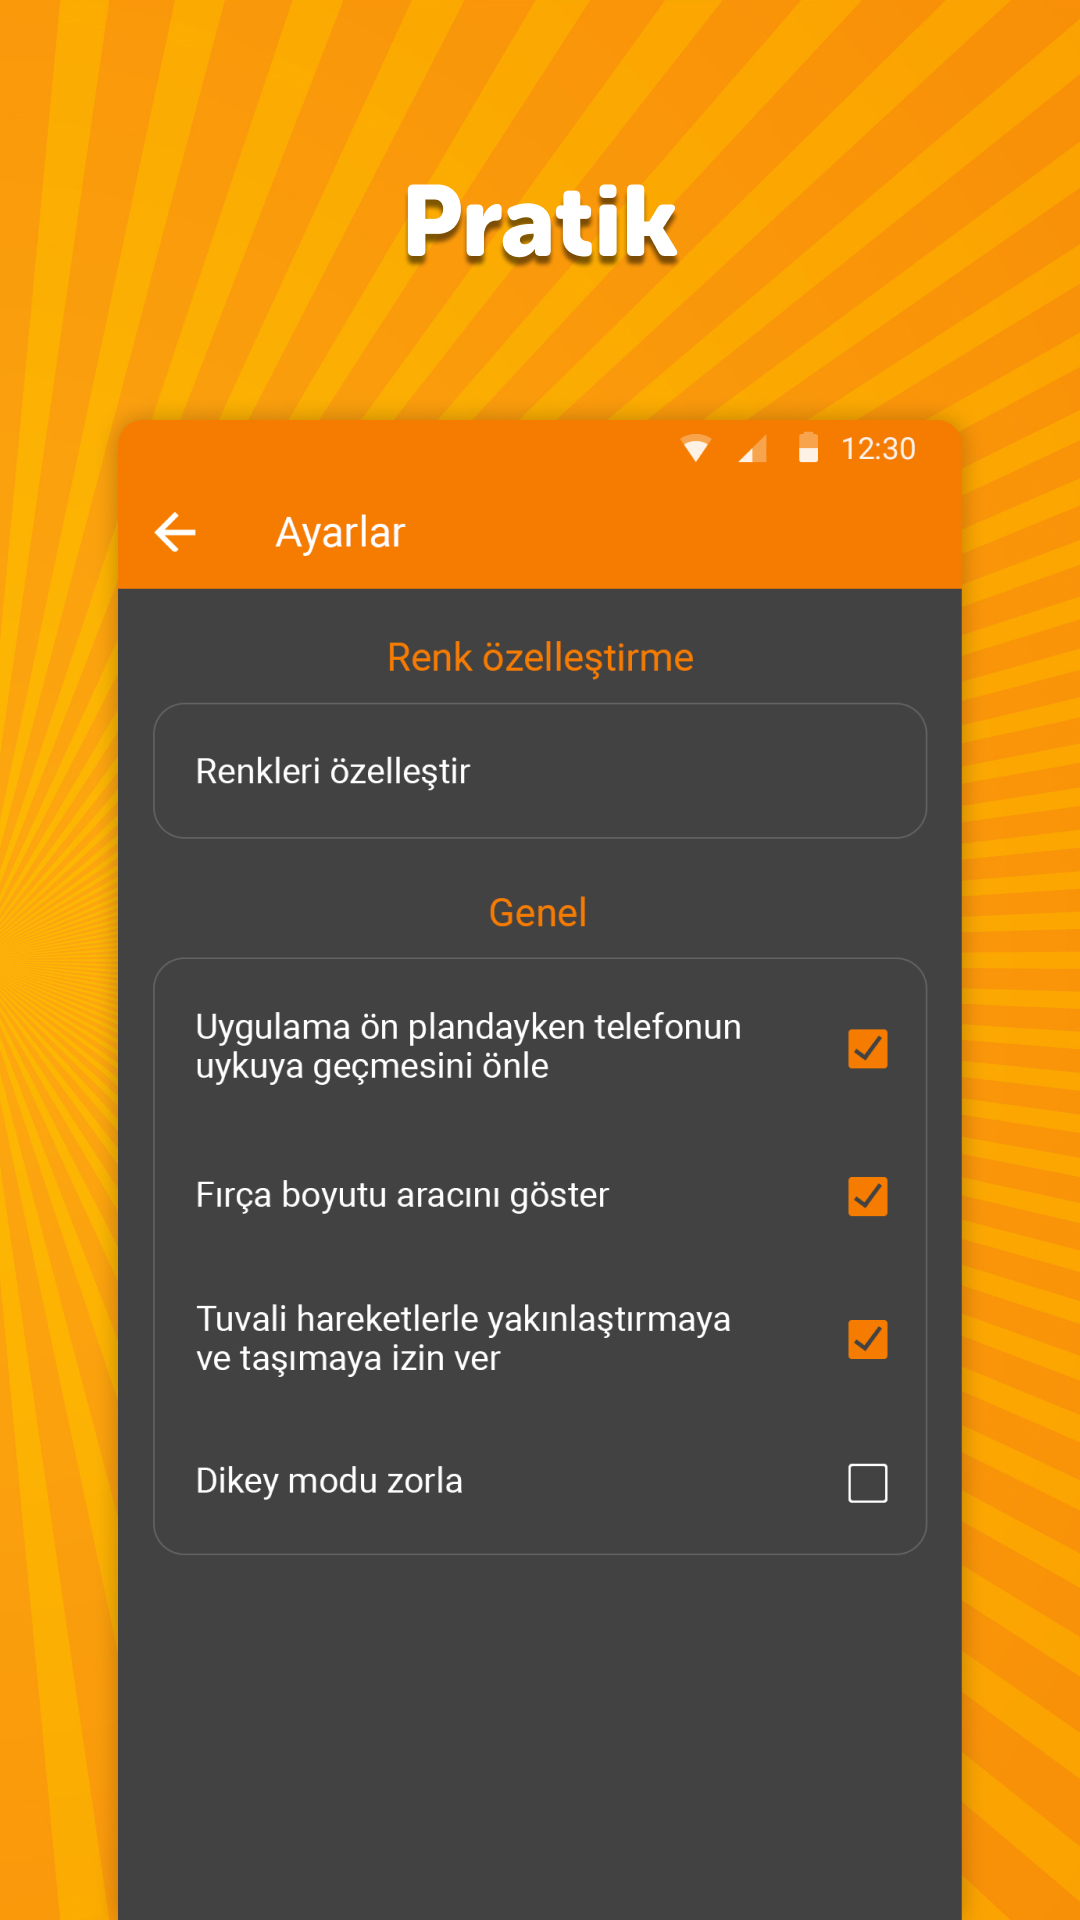 Pratik
12:30
Ayarlar
Renk özelleştirme
Renkleri özelleştir
Genel
Uygulama ön plandayken telefonun
uykuya geçmesini önle
Fırça boyutu aracını göster
Tuvali hareketlerle yakınlaştırmaya
ve taşımaya izin ver
Dikey modu zorla